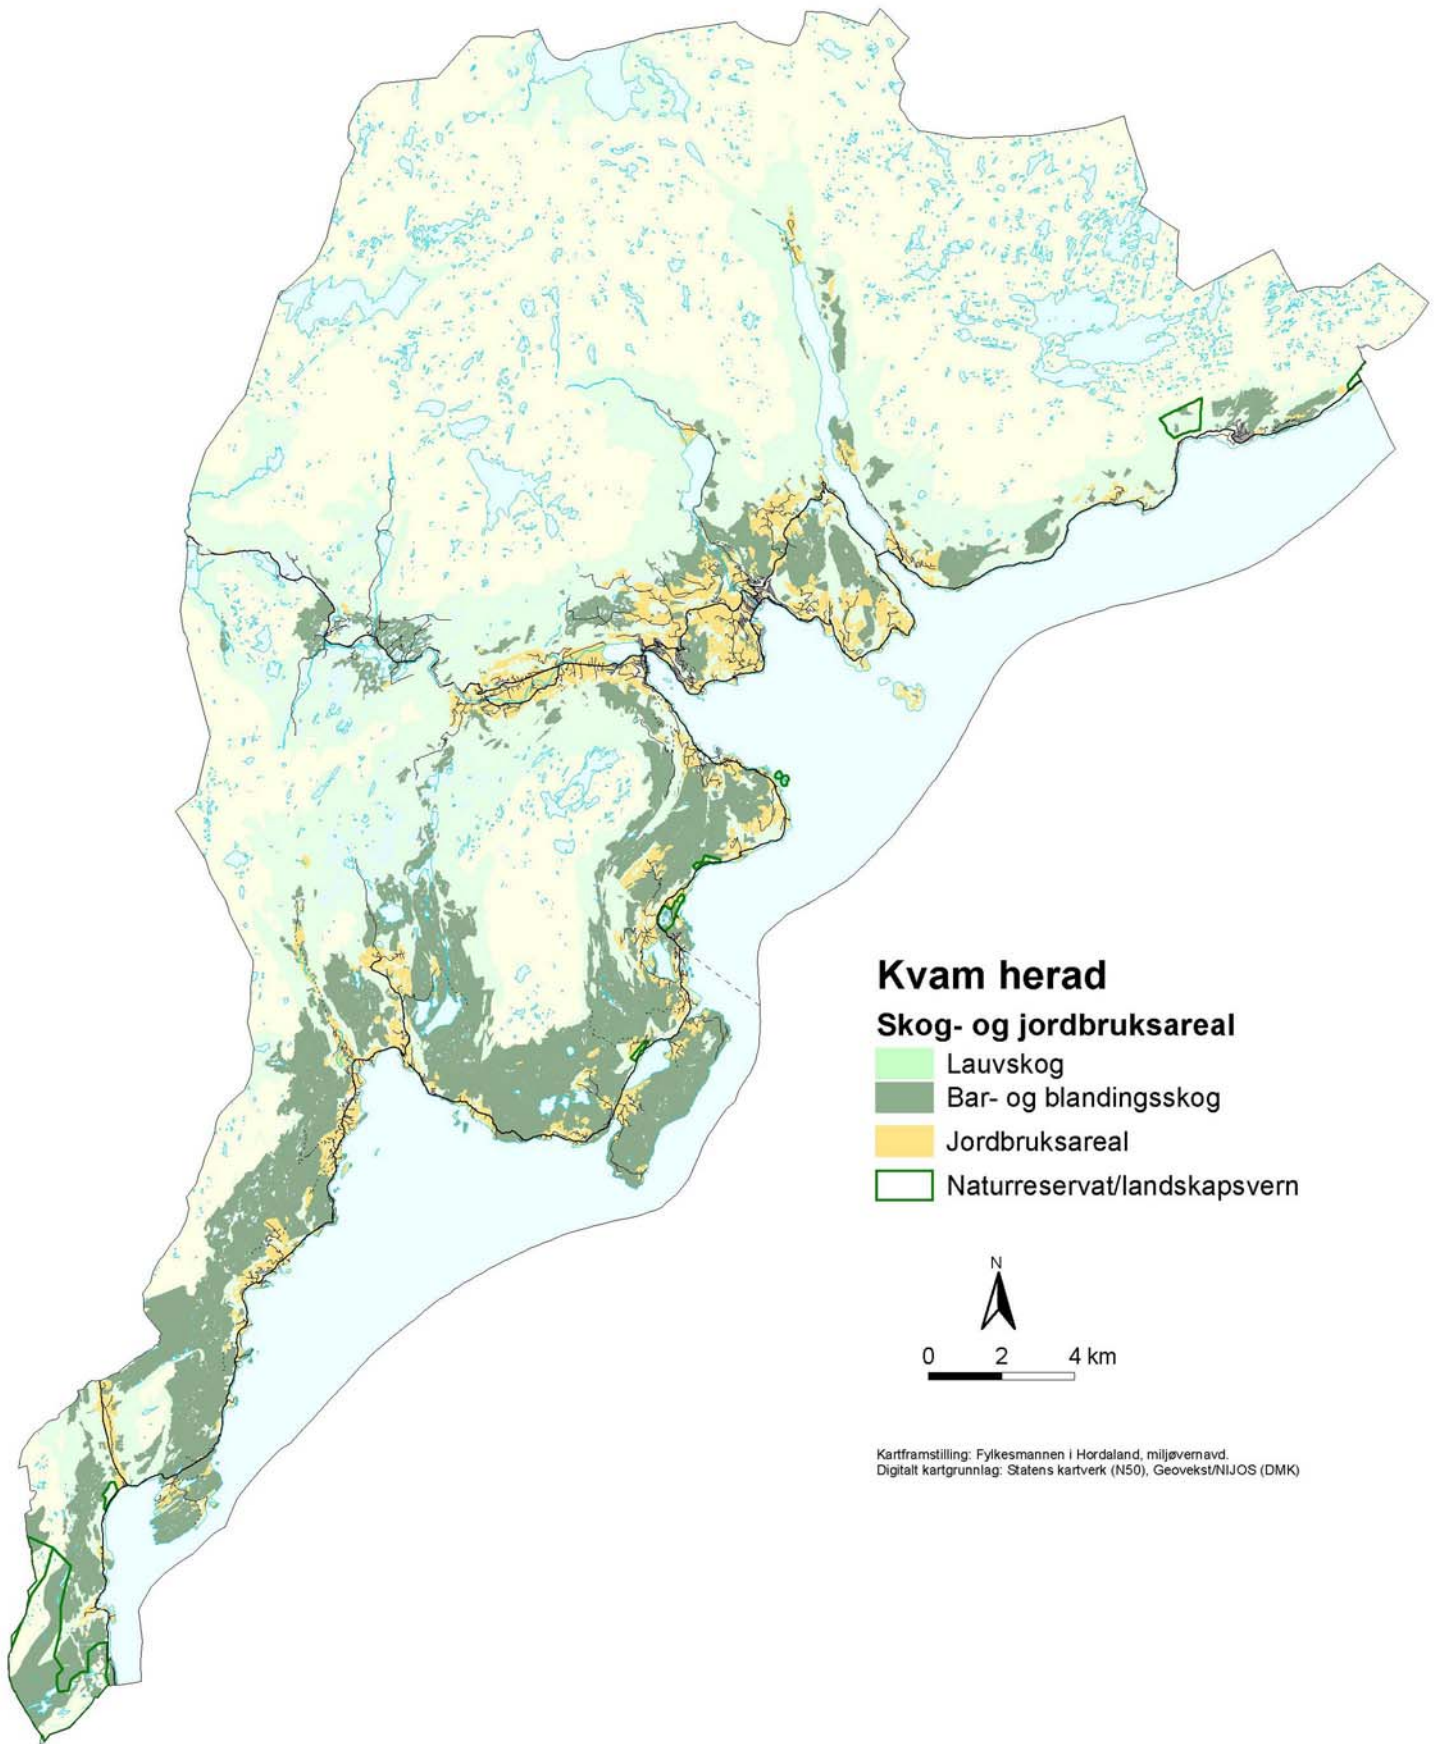 Kvam herad
Skog- og jordbruksareal
Lauvskog
Bar- og blandingsskog
Jordbruksareal
Naturreservat/landskapsvern
N
0 2 4 km
Kartframstilling: Fylkesmannen i Hordaland, miljøvernavd.
Digitalt kartgrunnlag: Statens kartverk (N50), Geovekst/NIJOS (DMK)